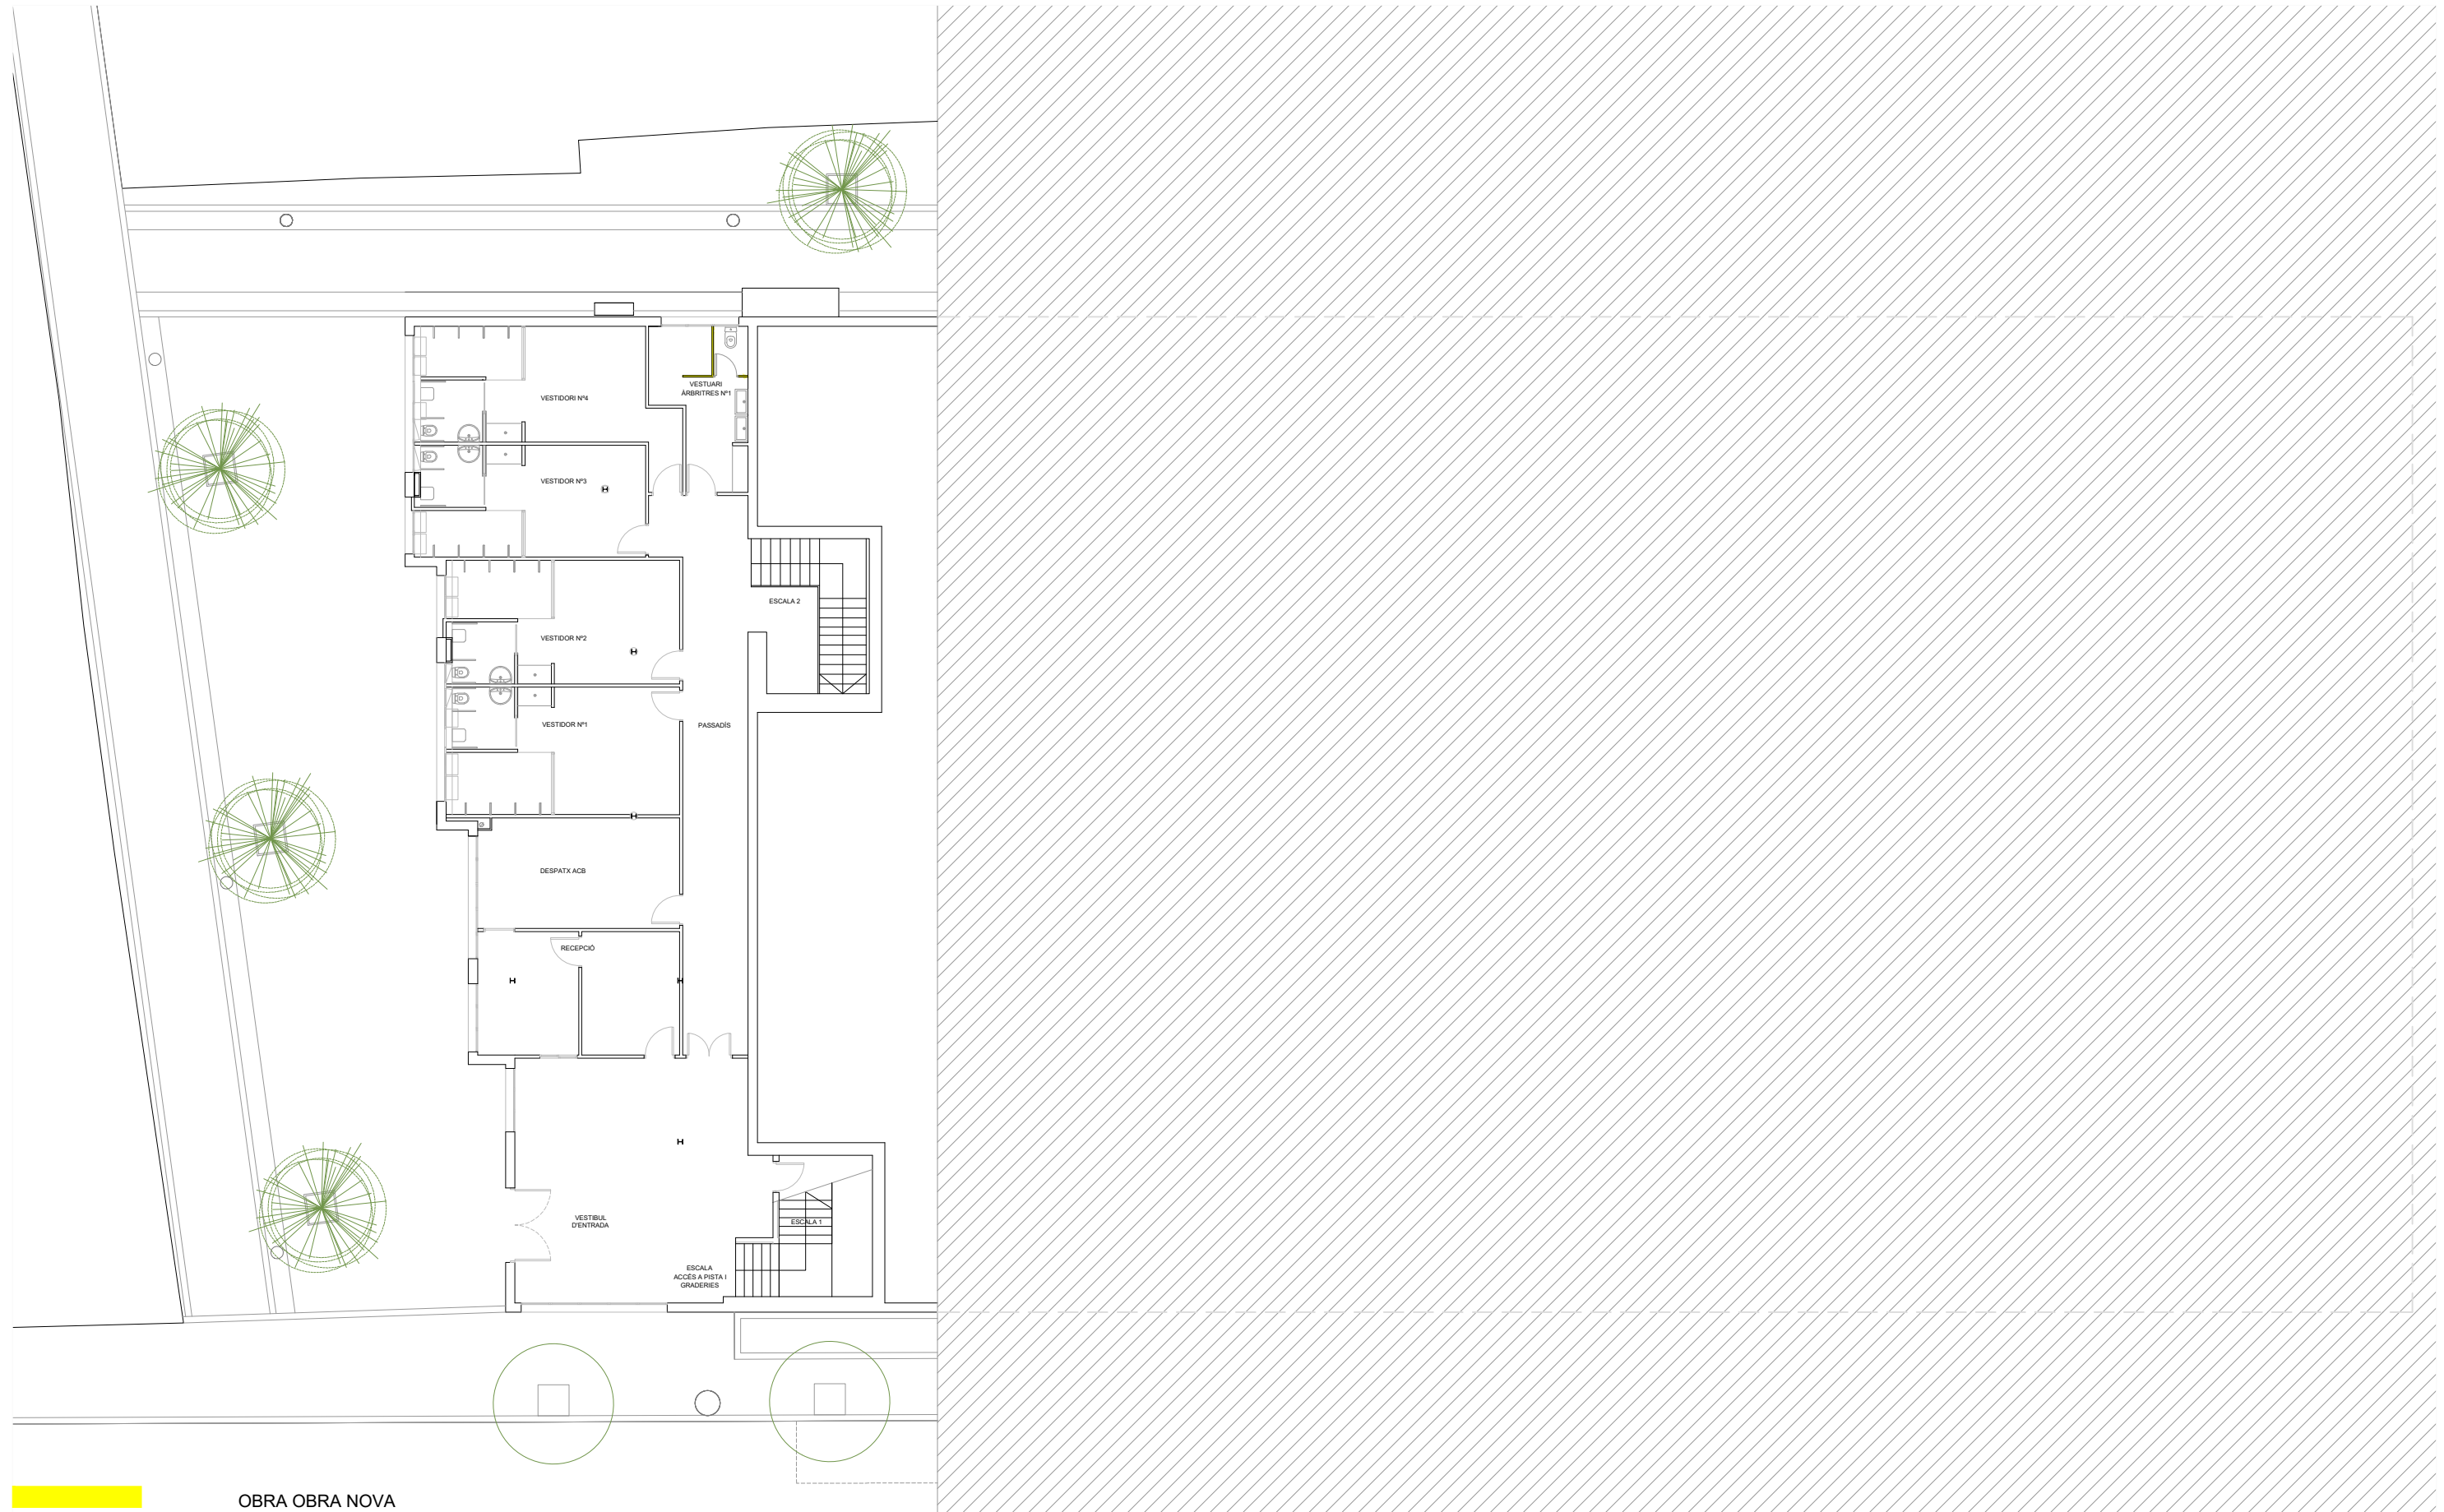 VESTUARI
ÀRBRITRES Nº1
VESTIDORI Nº4
VESTIDOR Nº3
ESCALA 2
VESTIDOR Nº2
VESTIDOR Nº1
PASSADÍS
DESPATX ACB
RECEPCIÓ
VESTIBUL
D'ENTRADA
ESCALA 1
ESCALA
ACCÉS A PISTA I
GRADERIES
OBRA OBRA NOVA